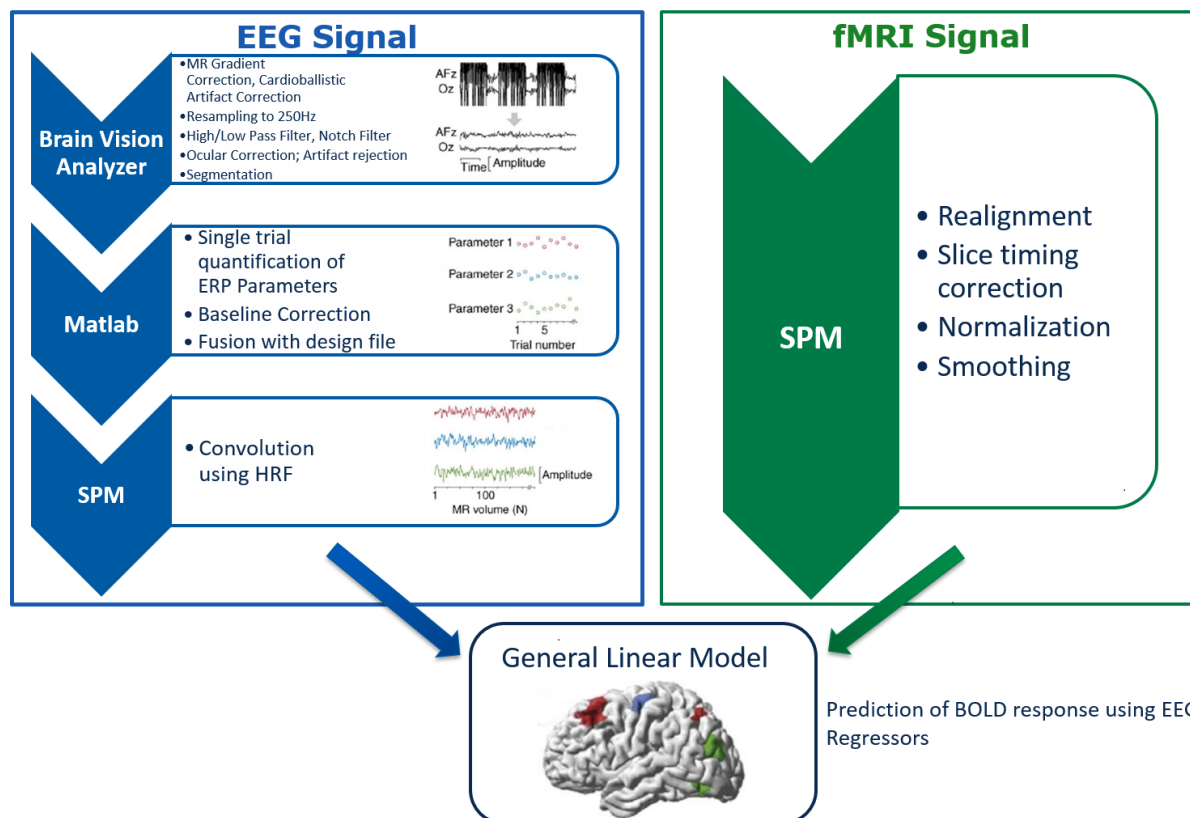 EEG Signal
Brain Vision
Analyzer
•MR Gradient
Correction, Cardioballistic
Artifact Correction
•Resampling to 250Hz
•High/Low Pass Filter, Notch Filter
•Ocular Correction; Artifact rejection
•Segmentation
AFz
Oz
AFz
Oz
Time [Amplitude
Matlab
• Single trial
quantification of
ERP Parameters
• Baseline Correction
• Fusion with design file
Parameter 1
Parameter 2
Parameter 3
1 5
Trial number
SPM
• Convolution
using HRF
[Amplitude
1 100
MR volume (N)
fMRI Signal
SPM
• Realignment
• Slice timing
correction
• Normalization
• Smoothing
General Linear Model
Prediction of BOLD response using EEG
Regressors